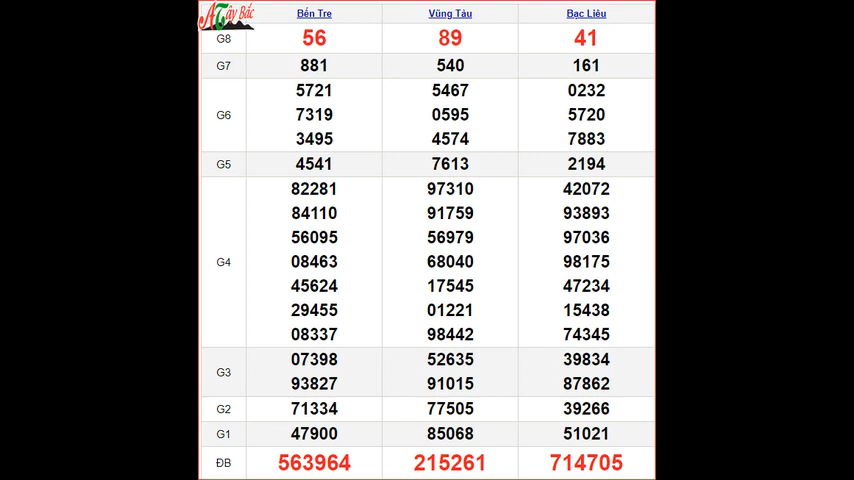 ATây Bắc
Bến Tre Vũng Tàu Bạc Liêu
G8 56 89 41
G7 881 540 161
5721 5467 0232
G6 7319 0595 5720
3495 4574 7883
G5 4541 7613 2194
82281 97310 42072
84110 91759 93893
56095 56979 97036
G4 08463 68040 98175
45624 17545 47234
29455 01221 15438
08337 98442 74345
G3 07398 52635 39834
93827 91015 87862
G2 71334 77505 39266
G1 47900 85068 51021
ĐB 563964 215261 714705